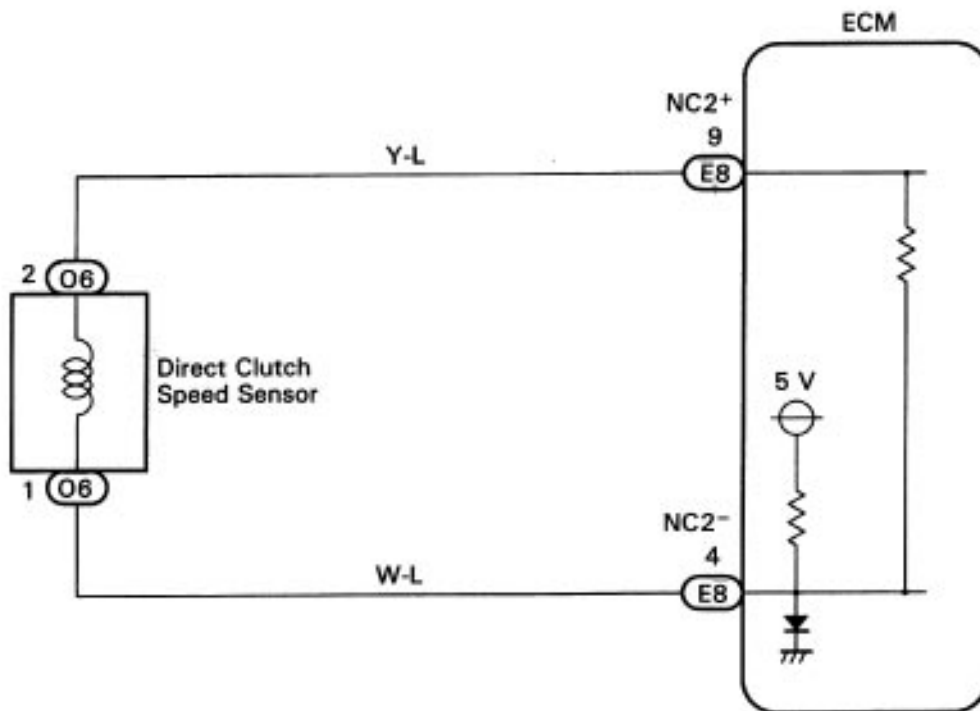 ECM
NC2+
9
E8
Y-L
2 O6
Direct Clutch
Speed Sensor
5 V
1 O6
NC2-
4
E8
W-L